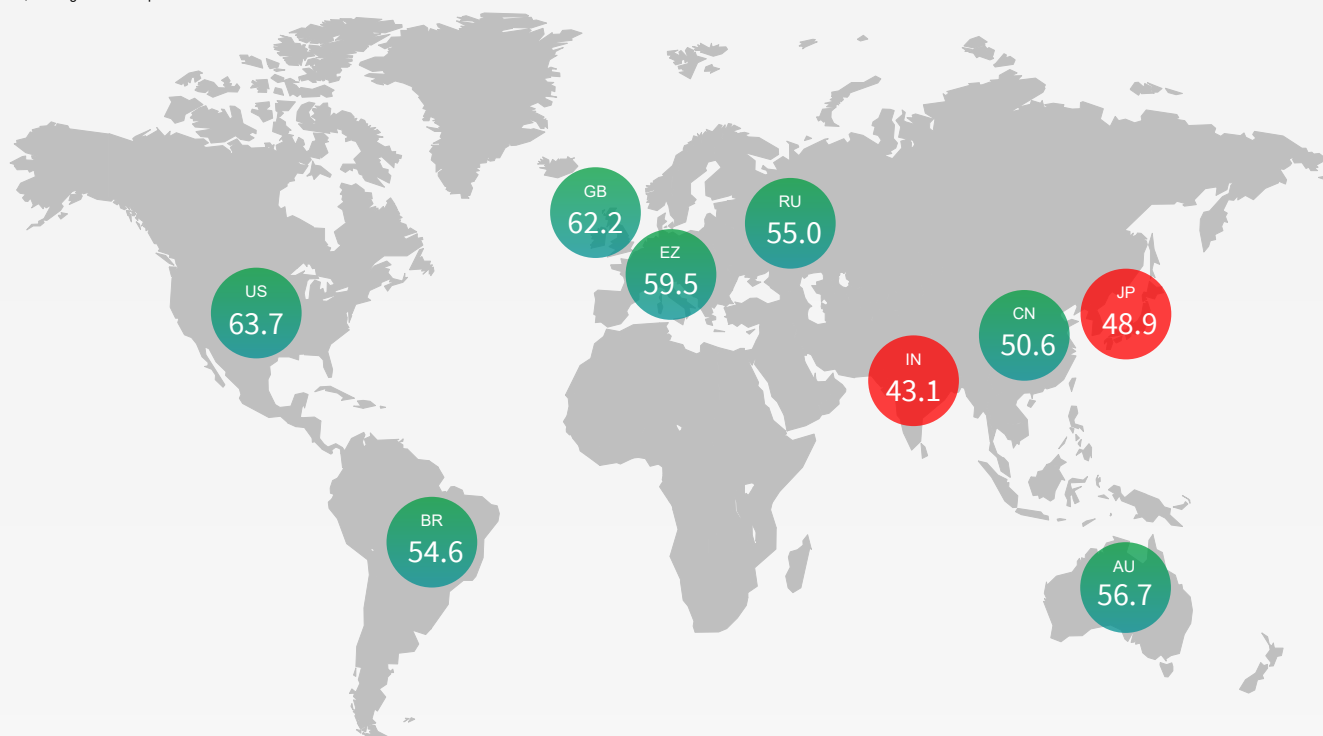 GB
62.2
RU
55.0
EZ
59.5
US
63.7
JP
48.9
CN
50.6
IN
43.1
BR
54.6
AU
56.7